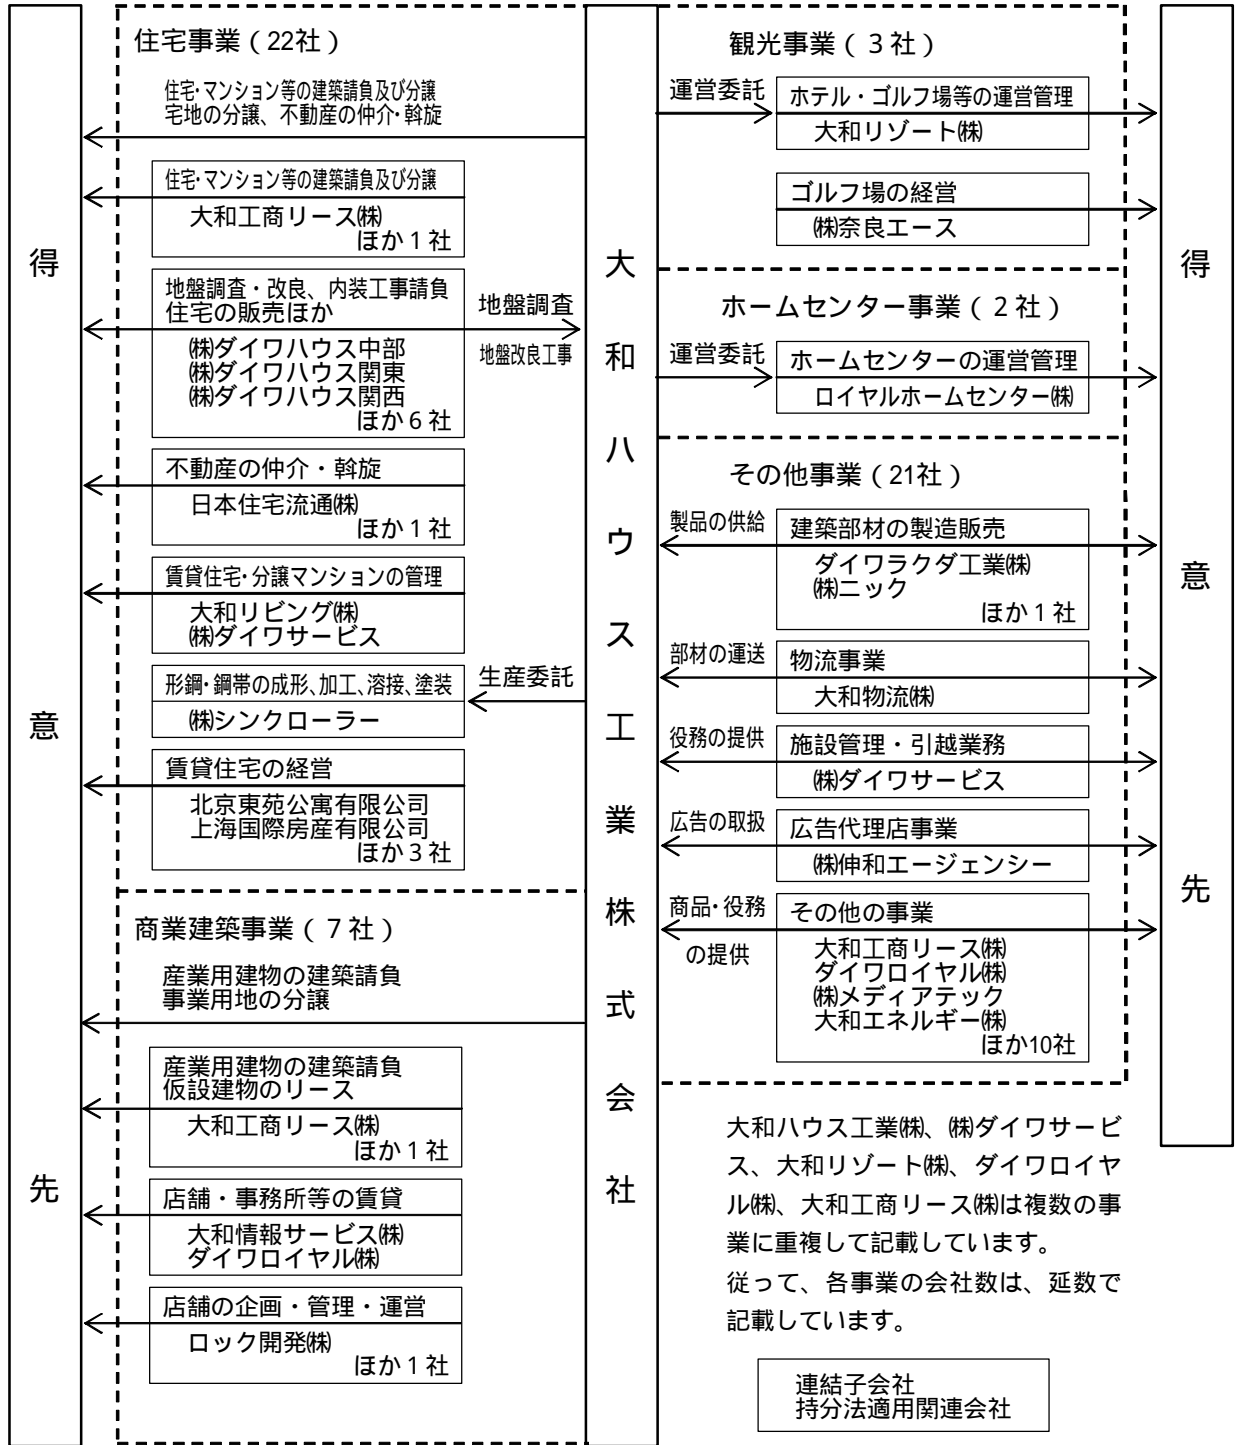 得意先
住宅事業（22社）
住宅・マンション等の建築請負及び分譲
宅地の分譲、不動産の仲介・斡旋
住宅・マンション等の建築請負及び分譲
大和工商リース㈱
ほか１社
地盤調査・改良、内装工事請負
住宅の販売ほか
㈱ダイワハウス中部
㈱ダイワハウス関東
㈱ダイワハウス関西
ほか６社
地盤調査
地盤改良工事
不動産の仲介・斡旋
日本住宅流通㈱
ほか１社
賃貸住宅・分譲マンションの管理
大和リビング㈱
㈱ダイワサービス
形鋼・鋼帯の成形、加工、溶接、塗装
㈱シンクローラー
生産委託
賃貸住宅の経営
北京東苑公寓有限公司
上海国際房産有限公司
ほか３社
商業建築事業（７社）
産業用建物の建築請負
事業用地の分譲
産業用建物の建築請負
仮設建物のリース
大和工商リース㈱
ほか１社
店舗・事務所等の賃貸
大和情報サービス㈱
ダイワロイヤル㈱
店舗の企画・管理・運営
ロック開発㈱
ほか１社
大和ハウス工業株式会社
観光事業（３社）
運営委託
ホテル・ゴルフ場等の運営管理
大和リゾート㈱
ゴルフ場の経営
㈱奈良エース
ホームセンター事業（２社）
運営委託
ホームセンターの運営管理
ロイヤルホームセンター㈱
その他事業（21社）
製品の供給
建築部材の製造販売
ダイワラクダ工業㈱
㈱ニック
ほか１社
部材の運送
物流事業
大和物流㈱
役務の提供
施設管理・引越業務
㈱ダイワサービス
広告の取扱
広告代理店事業
㈱伸和エージェンシー
商品・役務
の提供
その他の事業
大和工商リース㈱
ダイワロイヤル㈱
㈱メディアテック
大和エネルギー㈱
ほか10社
得意先
大和ハウス工業㈱、㈱ダイワサービ
ス、大和リゾート㈱、ダイワロイヤ
ル㈱、大和工商リース㈱は複数の事
業に重複して記載しています。
従って、各事業の会社数は、延数で
記載しています。
連結子会社
持分法適用関連会社